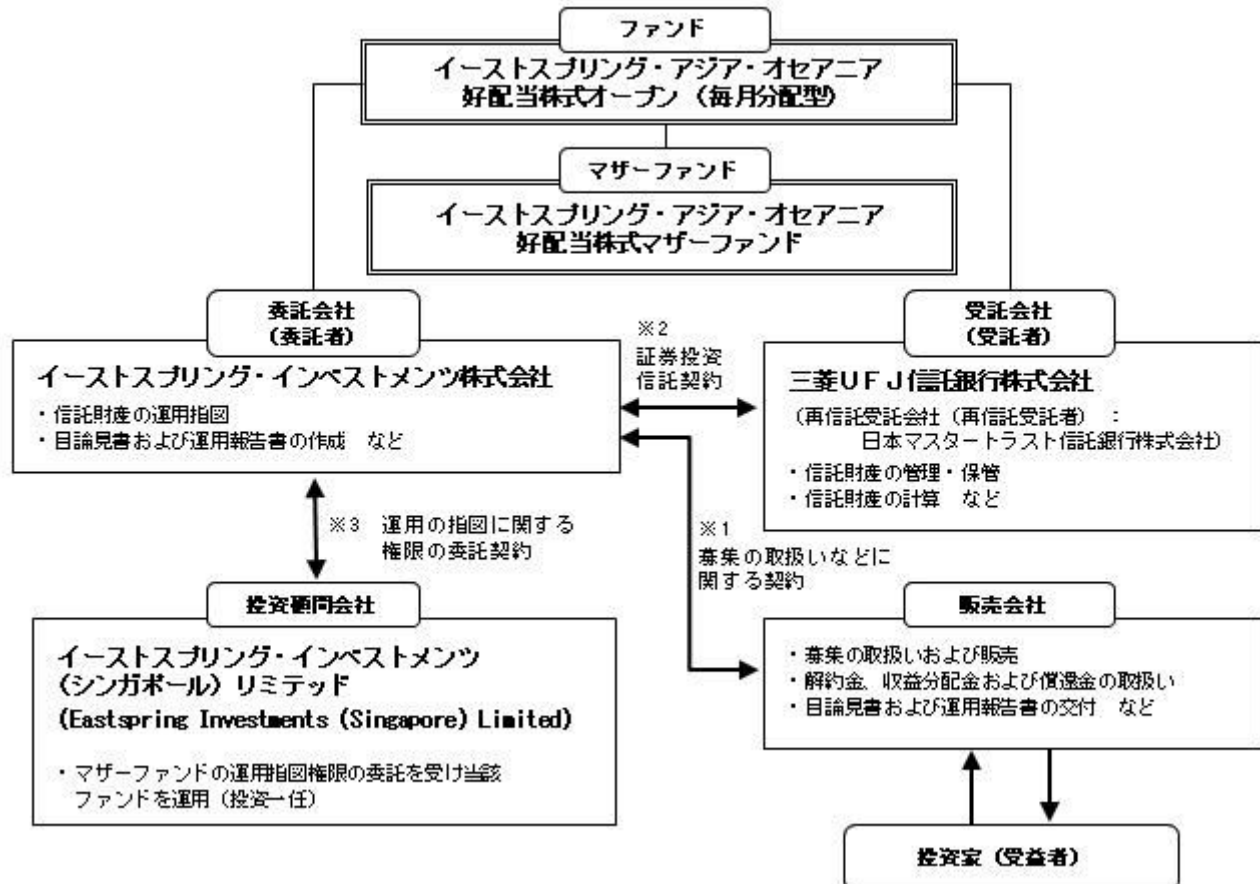 ファンド
イーストスプリング・アジア・オセアニア
好配当株式オープン（毎月分配型）
マザーファンド
イーストスプリング・アジア・オセアニア
好配当株式マザーファンド
委託会社
（委託者）
イーストスプリング・インベストメンツ株式会社
・信託財産の運用指図
・目論見書および運用報告書の作成　など
※2
証券投資
信託契約
受託会社
（受託者）
三菱ＵＦＪ信託銀行株式会社
（再信託受託会社（再信託受託者）　：
日本マスタートラスト信託銀行株式会社）
・信託財産の管理・保管
・信託財産の計算　など
※3　運用の指図に関する
権限の委託契約
※1
募集の取扱いなどに
関する契約
投資顧問会社
イーストスプリング・インベストメンツ
（シンガポール）リミテッド
(Eastspring Investments (Singapore) Limited)
・マザーファンドの運用指図権限の委託を受け当該
ファンドを運用（投資一任）
販売会社
・募集の取扱いおよび販売
・解約金、収益分配金および償還金の取扱い
・目論見書および運用報告書の交付　など
投資家（受益者）